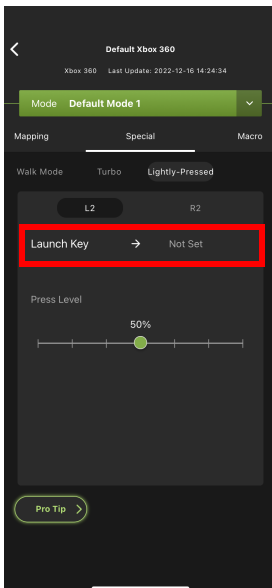 Default Xbox 360
Xbox 360 Last Update: 2022-12-16 14:24:34
Mode Default Mode 1
Mapping Special Macro
Walk Mode Turbo Lightly-Pressed
L2 R2
Launch Key → Not Set
Press Level
50%
Pro Tip